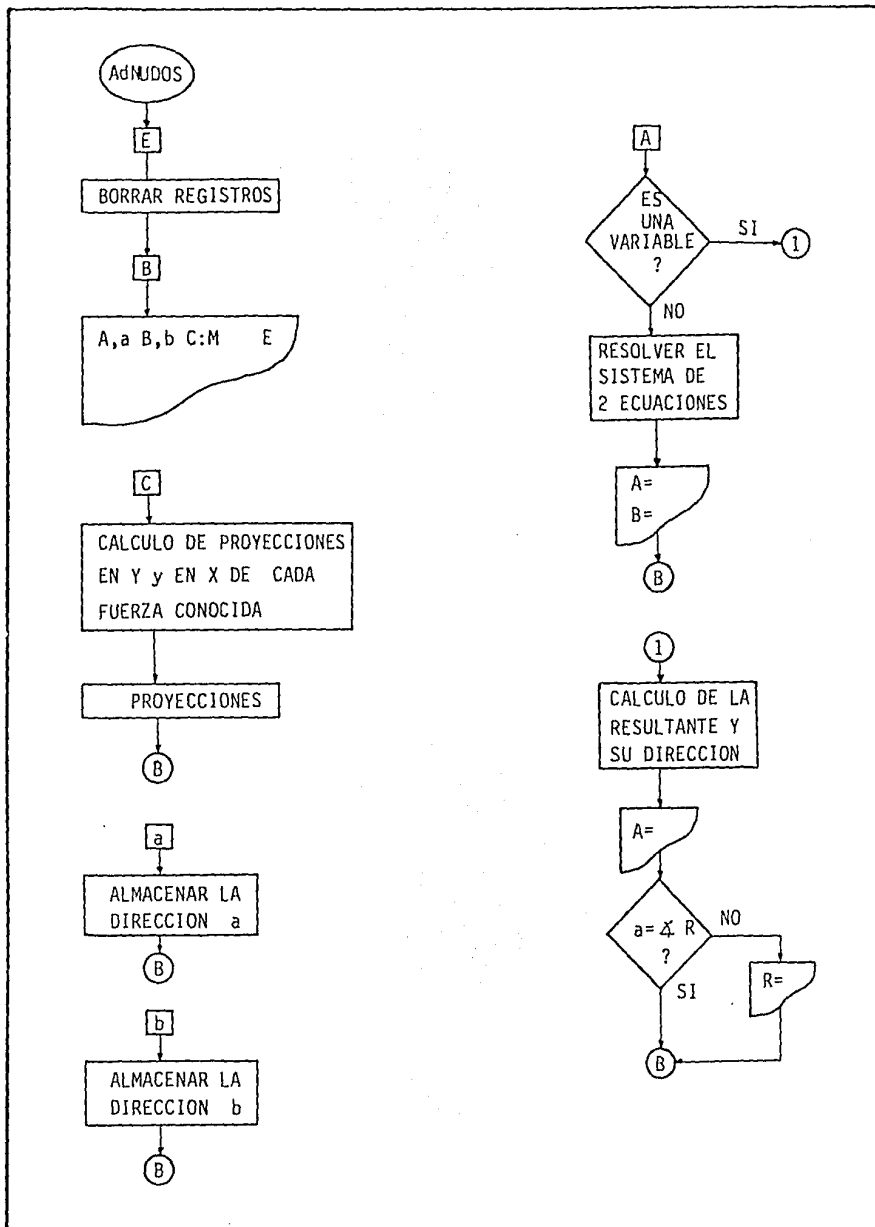 AdNUDOS
E
BORRAR REGISTROS
B
A,a B,b C:M E
C
CALCULO DE PROYECCIONES
EN Y y EN X DE CADA
FUERZA CONOCIDA
PROYECCIONES
B
a
ALMACENAR LA
DIRECCION a
B
b
ALMACENAR LA
DIRECCION b
B
A
ES
UNA
VARIABLE
?
SI
1
NO
RESOLVER EL
SISTEMA DE
2 ECUACIONES
A=
B=
B
1
CALCULO DE LA
RESULTANTE Y
SU DIRECCION
A=
a=∡ R
?
NO
R=
SI
B